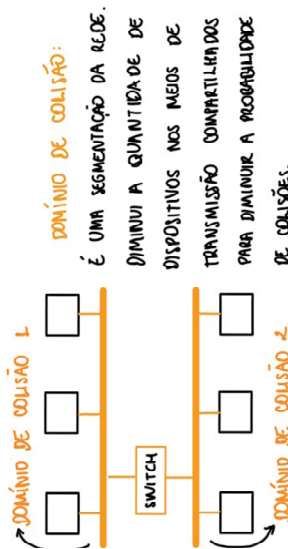 DOMÍNIO DE COLISÃO:
É UMA SEGMENTAÇÃO DA REDE.
DIMINUI A QUANTIDADE DE
DISPOSITIVOS NOS MEIOS DE
TRANSMISSÃO COMPARTILHADOS
PARA DIMINUIR A PROBABILIDADE
DE COLISÕES.
DOMÍNIO DE COLISÃO 1
SWITCH
DOMÍNIO DE COLISÃO 2